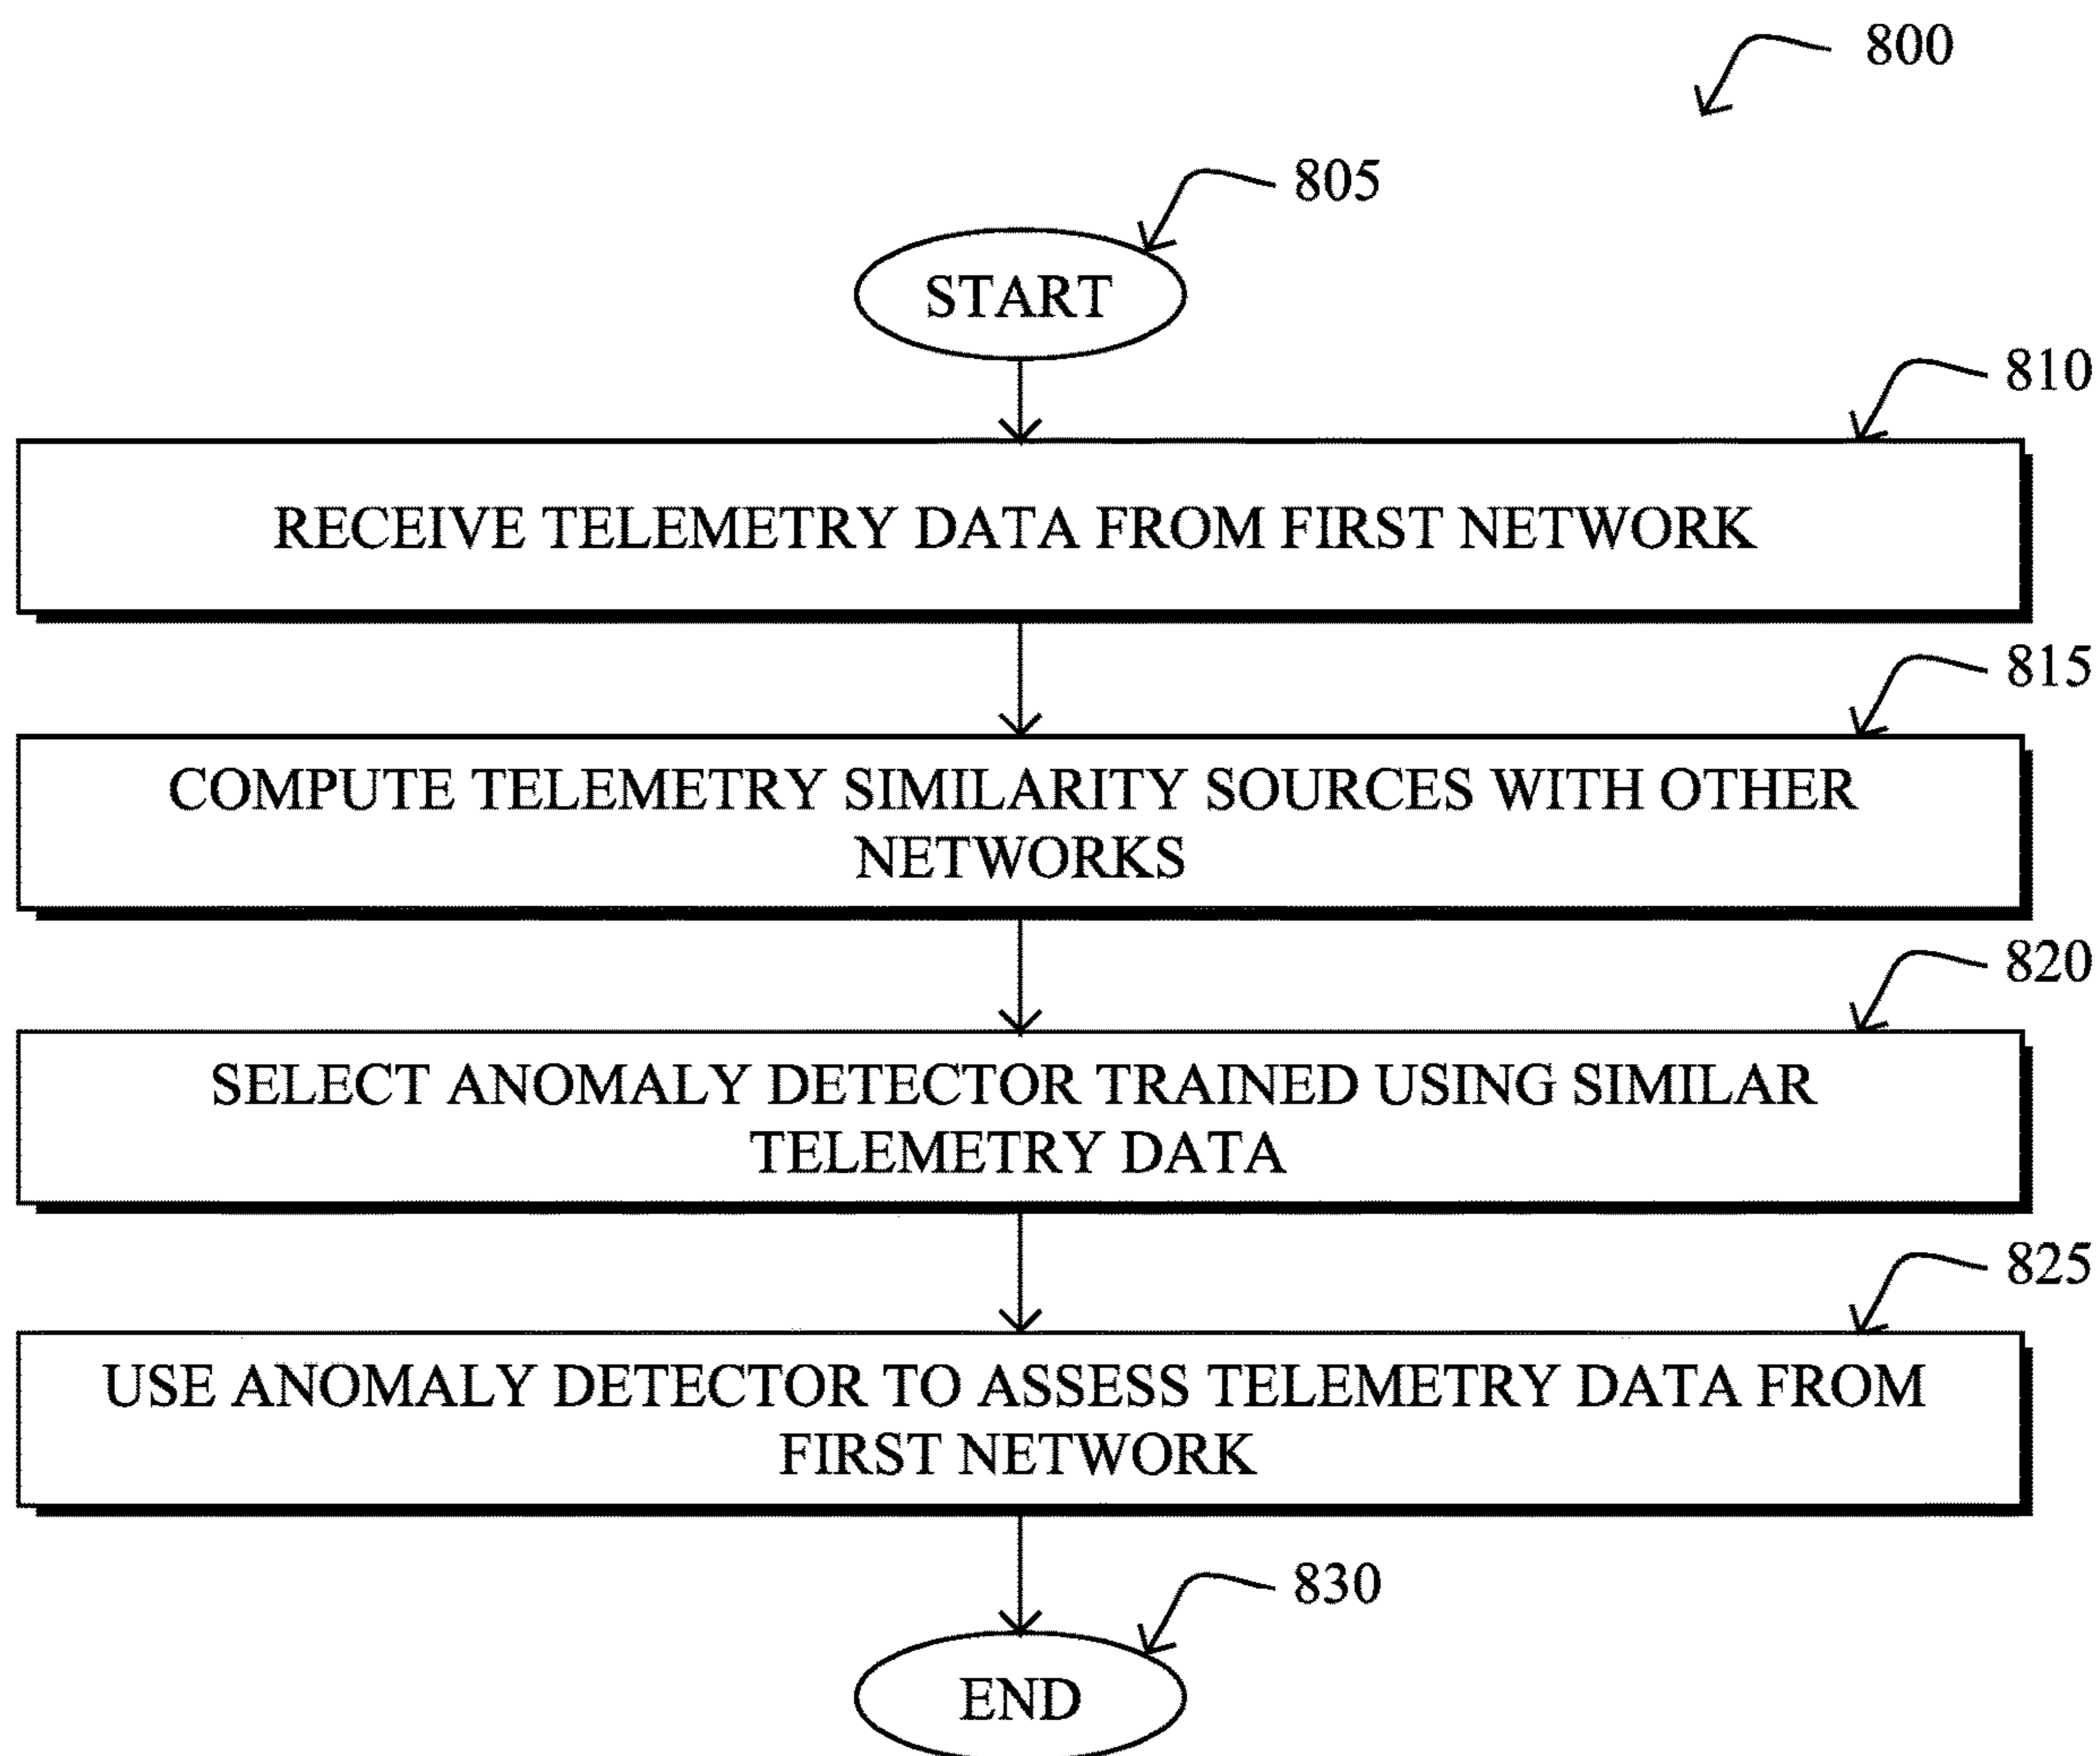 800
805
START
810
RECEIVE TELEMETRY DATA FROM FIRST NETWORK
815
COMPUTE TELEMETRY SIMILARITY SOURCES WITH OTHER
NETWORKS
820
SELECT ANOMALY DETECTOR TRAINED USING SIMILAR
TELEMETRY DATA
825
USE ANOMALY DETECTOR TO ASSESS TELEMETRY DATA FROM
FIRST NETWORK
830
END